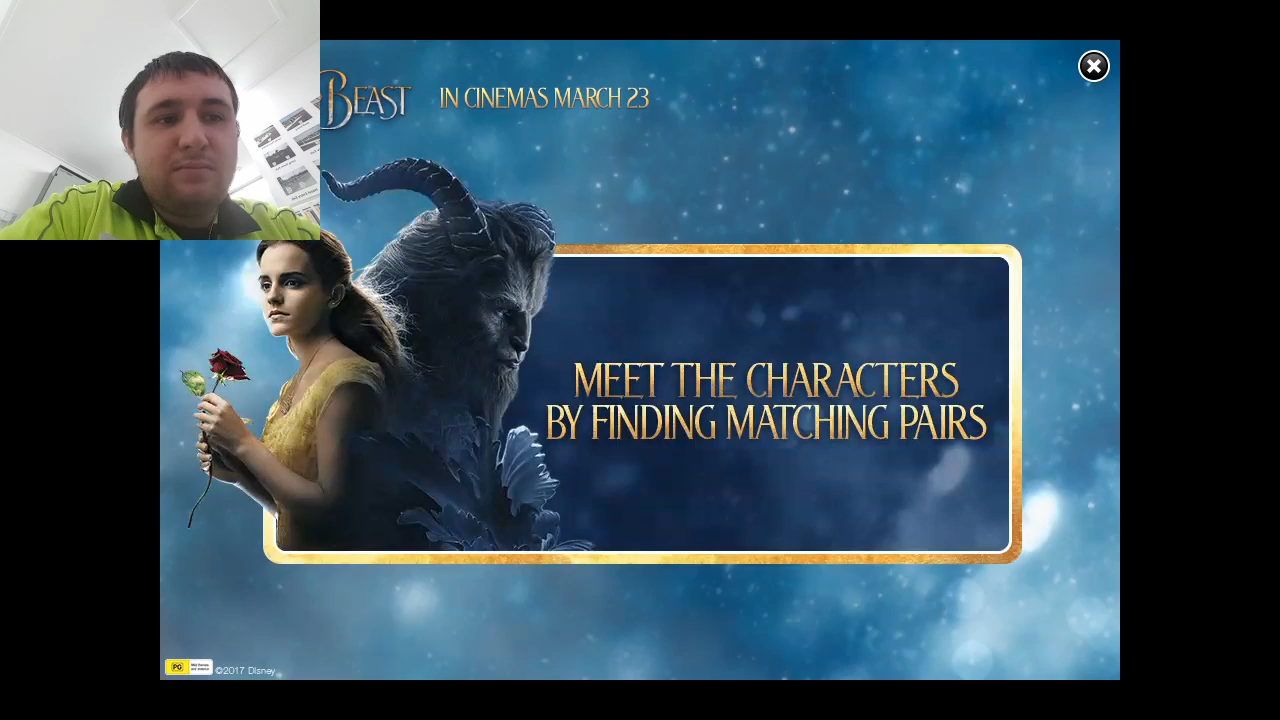 BEAST
IN CINEMAS MARCH 23
MEET THE CHARACTERS
BY FINDING MATCHING PAIRS
PG
©2017 Disney